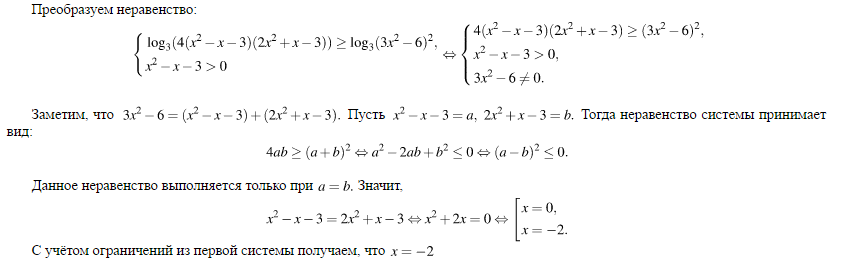 Преобразуем неравенство:
{ log₃(4(x² − x − 3)(2x² + x − 3)) ≥ log₃(3x² − 6)², x² − x − 3 > 0 ⇔ { 4(x² − x − 3)(2x² + x − 3) ≥ (3x² − 6)², x² − x − 3 > 0, 3x² − 6 ≠ 0.
Заметим, что 3x² − 6 = (x² − x − 3) + (2x² + x − 3). Пусть x² − x − 3 = a, 2x² + x − 3 = b. Тогда неравенство системы принимает
вид:
4ab ≥ (a + b)² ⇔ a² − 2ab + b² ≤ 0 ⇔ (a − b)² ≤ 0.
Данное неравенство выполняется только при a = b. Значит,
x² − x − 3 = 2x² + x − 3 ⇔ x² + 2x = 0 ⇔ [ x = 0, x = −2.
С учётом ограничений из первой системы получаем, что x = −2